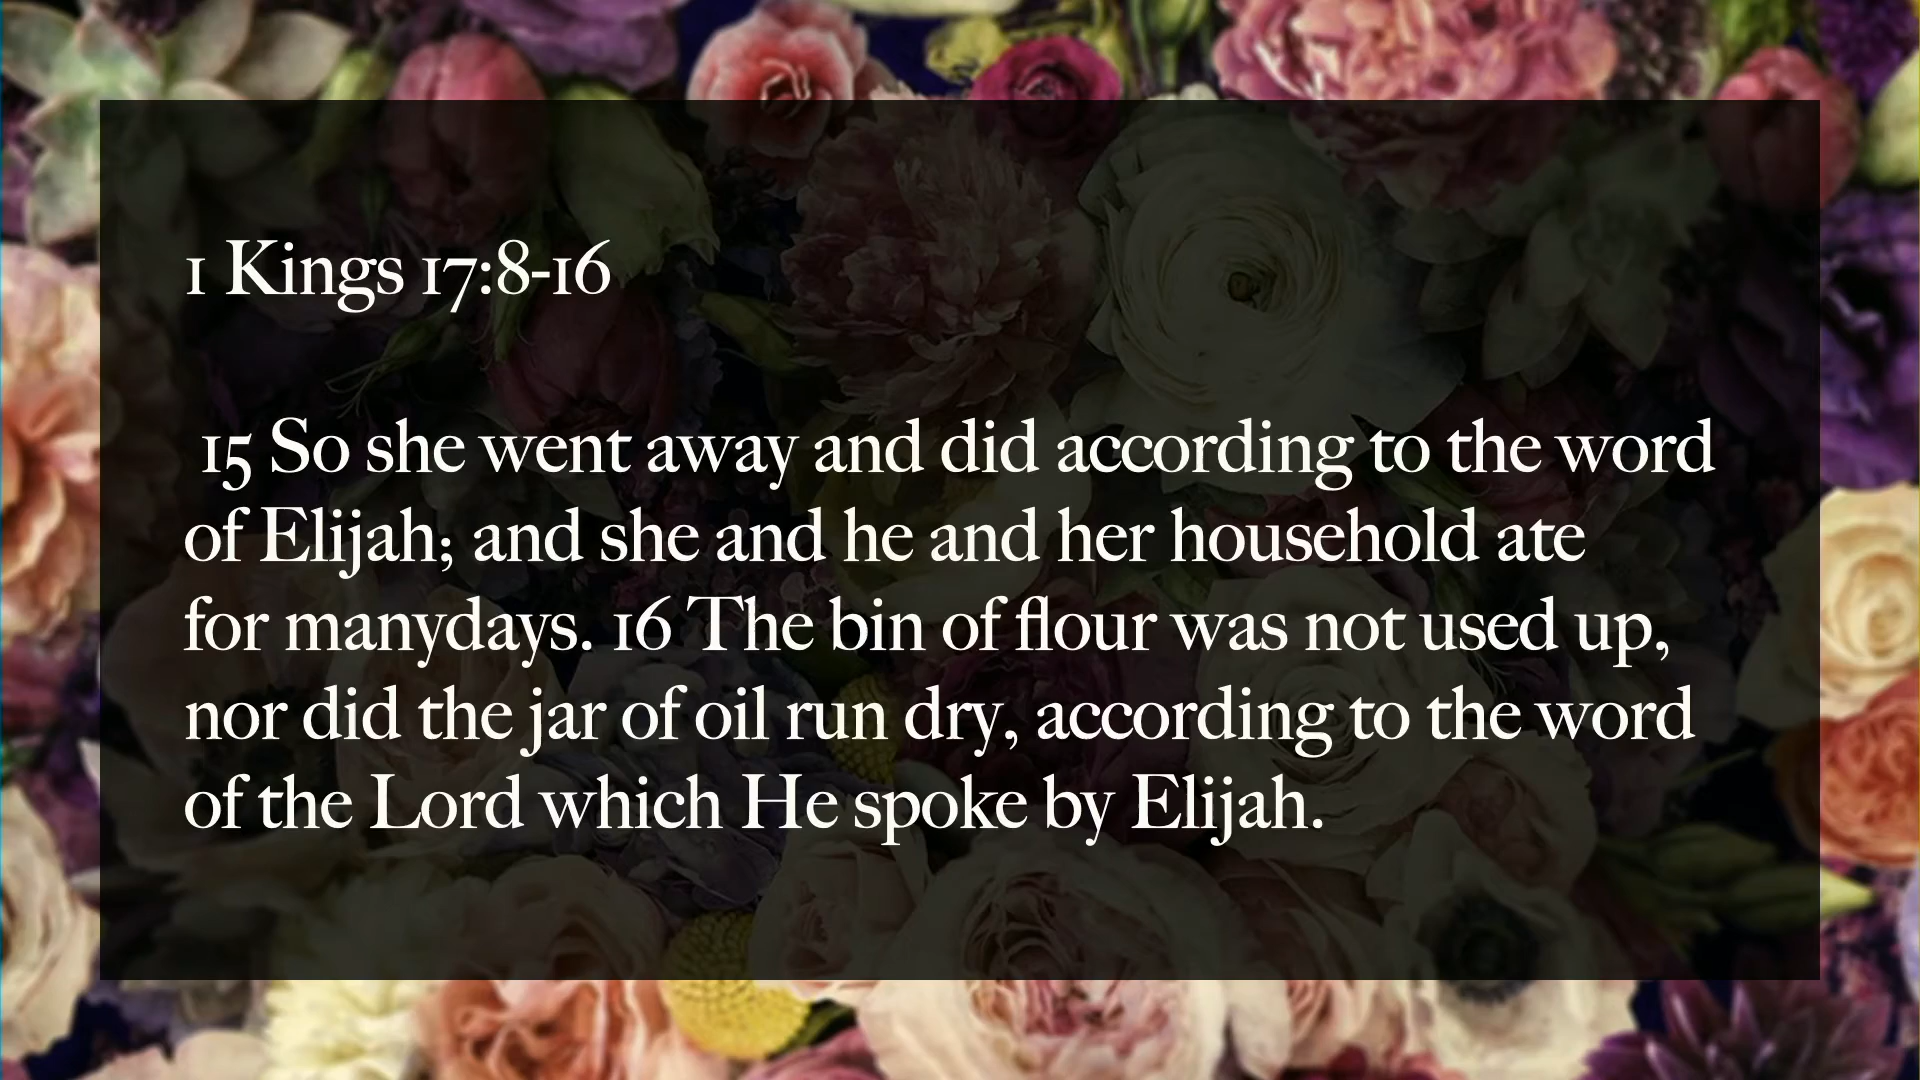 1 Kings 17:8-16
15 So she went away and did according to the word
of Elijah; and she and he and her household ate
for manydays. 16 The bin of flour was not used up,
nor did the jar of oil run dry, according to the word
of the Lord which He spoke by Elijah.